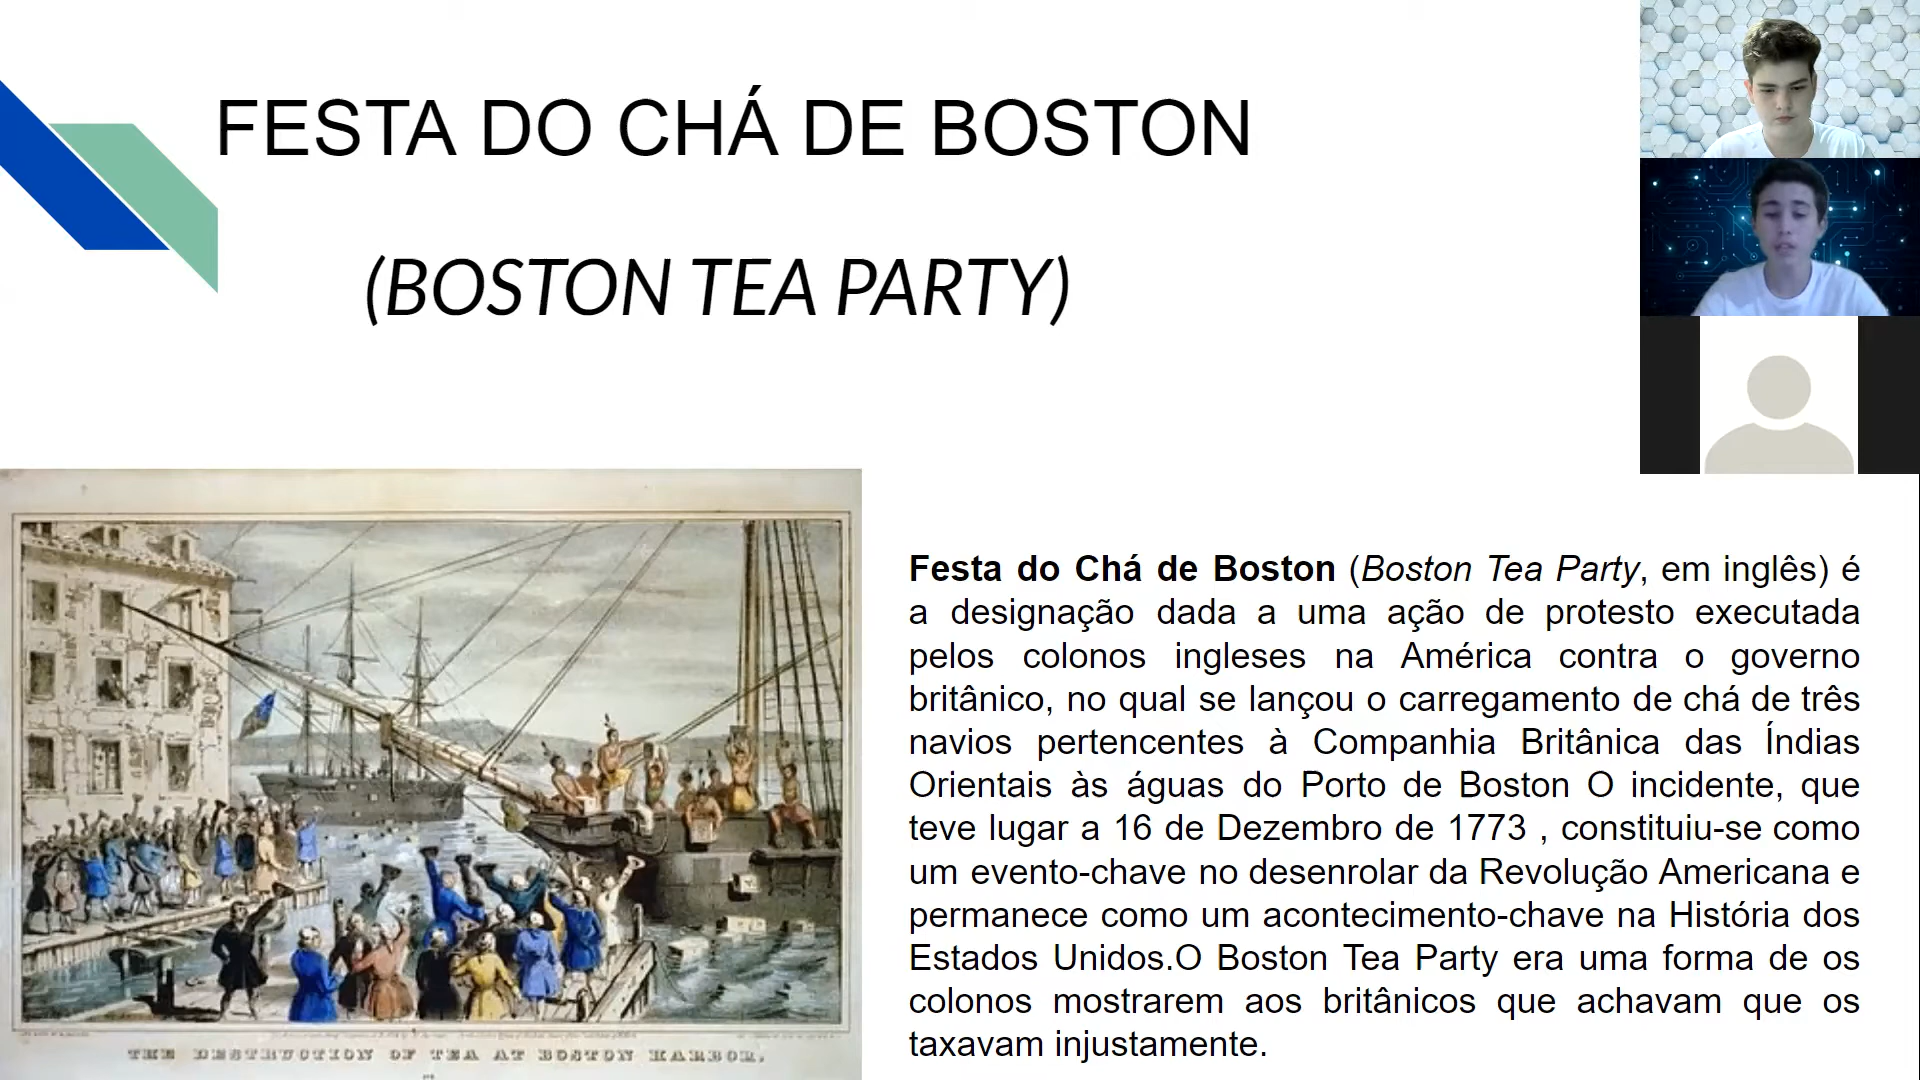 FESTA DO CHÁ DE BOSTON
(BOSTON TEA PARTY)
Festa do Chá de Boston (Boston Tea Party, em inglês) é
a designação dada a uma ação de protesto executada
pelos colonos ingleses na América contra o governo
britânico, no qual se lançou o carregamento de chá de três
navios pertencentes à Companhia Britânica das Índias
Orientais às águas do Porto de Boston O incidente, que
teve lugar a 16 de Dezembro de 1773 , constituiu-se como
um evento-chave no desenrolar da Revolução Americana e
permanece como um acontecimento-chave na História dos
Estados Unidos.O Boston Tea Party era uma forma de os
colonos mostrarem aos britânicos que achavam que os
taxavam injustamente.
THE DESTRUCTION OF TEA AT BOSTON HARBOR.